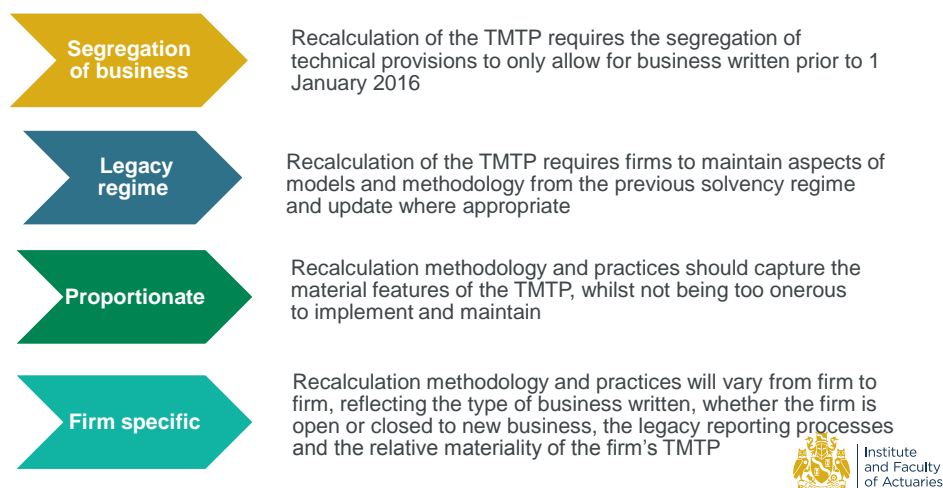 Segregation
of business
Recalculation of the TMTP requires the segregation of
technical provisions to only allow for business written prior to 1
January 2016
Legacy
regime
Recalculation of the TMTP requires firms to maintain aspects of
models and methodology from the previous solvency regime
and update where appropriate
Proportionate
Recalculation methodology and practices should capture the
material features of the TMTP, whilst not being too onerous
to implement and maintain
Firm specific
Recalculation methodology and practices will vary from firm to
firm, reflecting the type of business written, whether the firm is
open or closed to new business, the legacy reporting processes
and the relative materiality of the firm's TMTP
Institute
and Faculty
of Actuaries